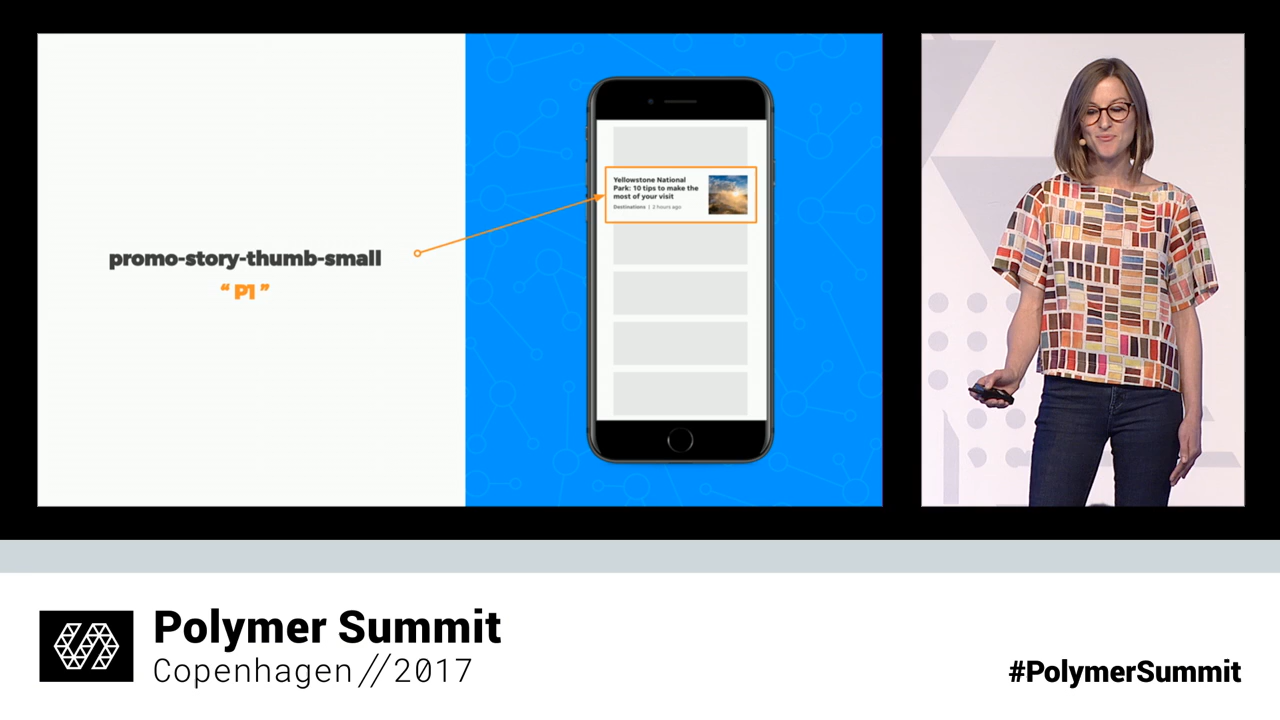 promo-story-thumb-small
“ P1 ”
Yellowstone National
Park: 10 tips to make the
most of your visit
Destinations | 2 hours ago
Polymer Summit
Copenhagen//2017
#PolymerSummit